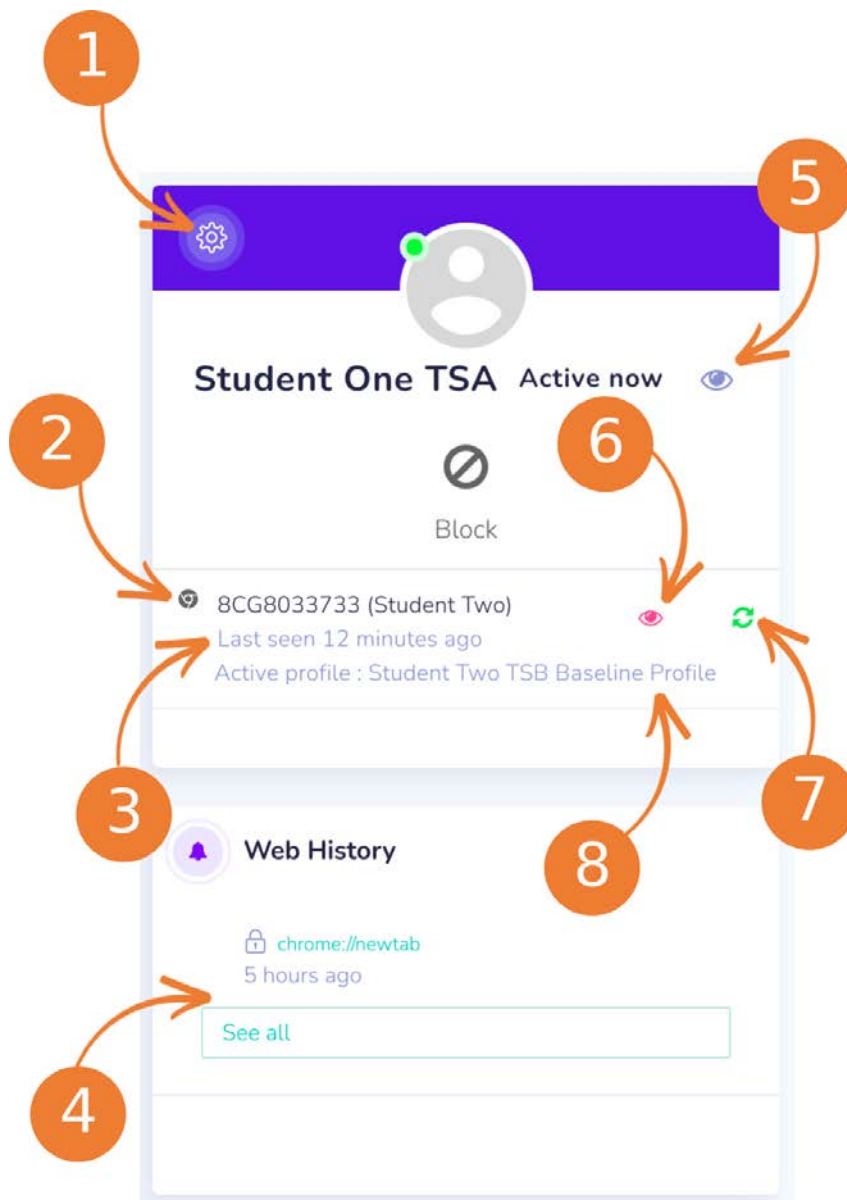 1
5
Student One TSA Active now
2
6
Block
8CG8033733 (Student Two)
Last seen 12 minutes ago
Active profile : Student Two TSB Baseline Profile
3
7
8
Web History
chrome://newtab
5 hours ago
See all
4